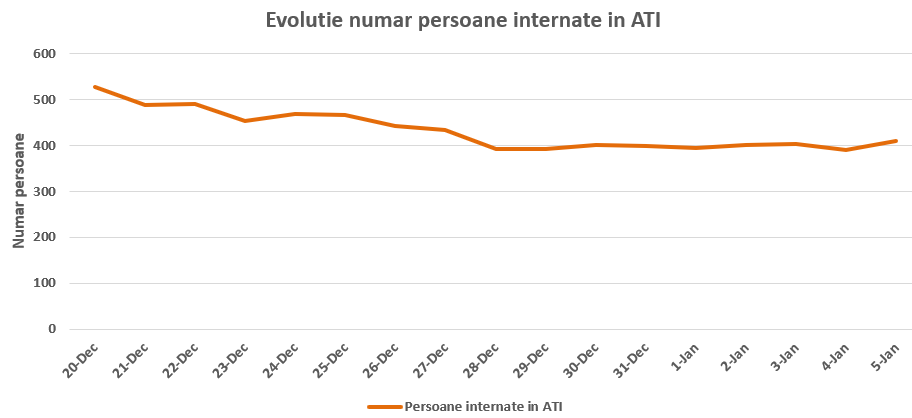 Evolutie numar persoane internate in ATI
Numar persoane
600
500
400
300
200
100
0
20-Dec
21-Dec
22-Dec
23-Dec
24-Dec
25-Dec
26-Dec
27-Dec
28-Dec
29-Dec
30-Dec
31-Dec
1-Jan
2-Jan
3-Jan
4-Jan
5-Jan
Persoane internate in ATI